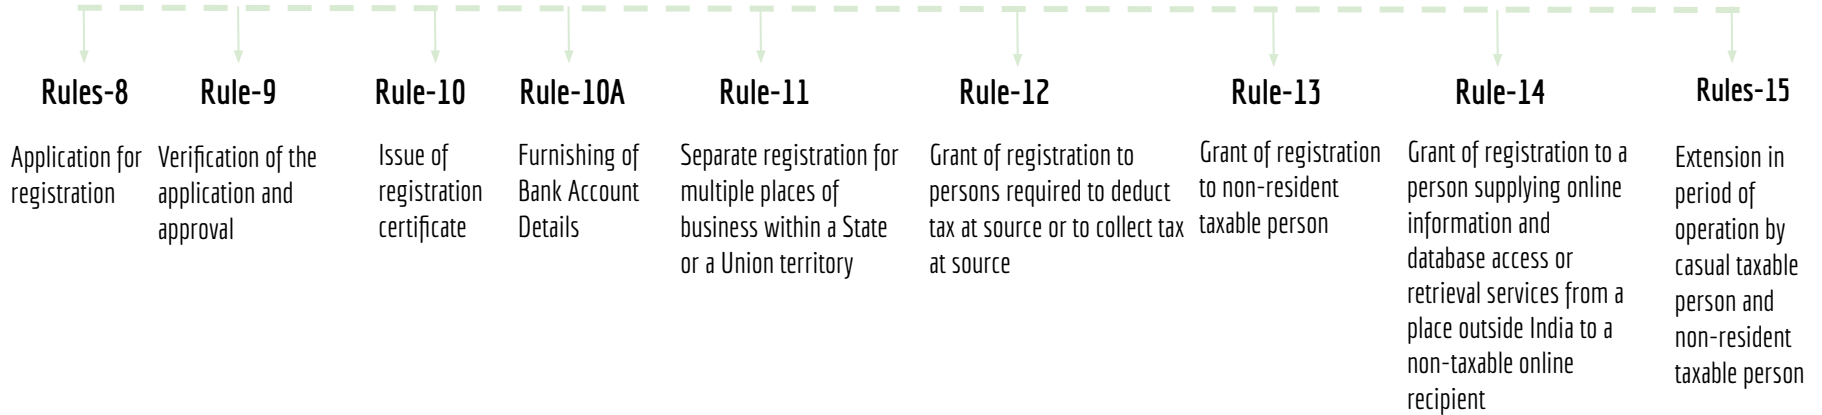 Rules-8
Application for
registration
Rule-9
Verification of the
application and
approval
Rule-10
Issue of
registration
certificate
Rule-10A
Furnishing of
Bank Account
Details
Rule-11
Separate registration for
multiple places of
business within a State
or a Union territory
Rule-12
Grant of registration to
persons required to deduct
tax at source or to collect tax
at source
Rule-13
Grant of registration
to non-resident
taxable person
Rule-14
Grant of registration to a
person supplying online
information and
database access or
retrieval services from a
place outside India to a
non-taxable online
recipient
Rules-15
Extension in
period of
operation by
casual taxable
person and
non-resident
taxable person